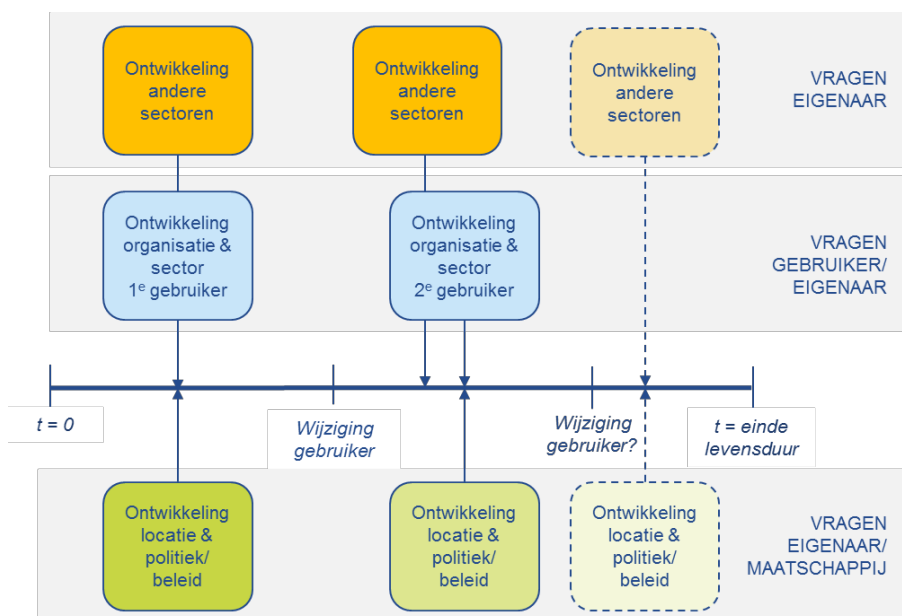 Ontwikkeling
andere
sectoren
Ontwikkeling
andere
sectoren
Ontwikkeling
andere
sectoren
VRAGEN
EIGENAAR
Ontwikkeling
organisatie &
sector
1e gebruiker
Ontwikkeling
organisatie &
sector
2e gebruiker
VRAGEN
GEBRUIKER/
EIGENAAR
t = 0
Wijziging
gebruiker
Wijziging
gebruiker?
t = einde
levensduur
Ontwikkeling
locatie &
politiek/
beleid
Ontwikkeling
locatie &
politiek/
beleid
Ontwikkeling
locatie &
politiek/
beleid
VRAGEN
EIGENAAR/
MAATSCHAPPIJ